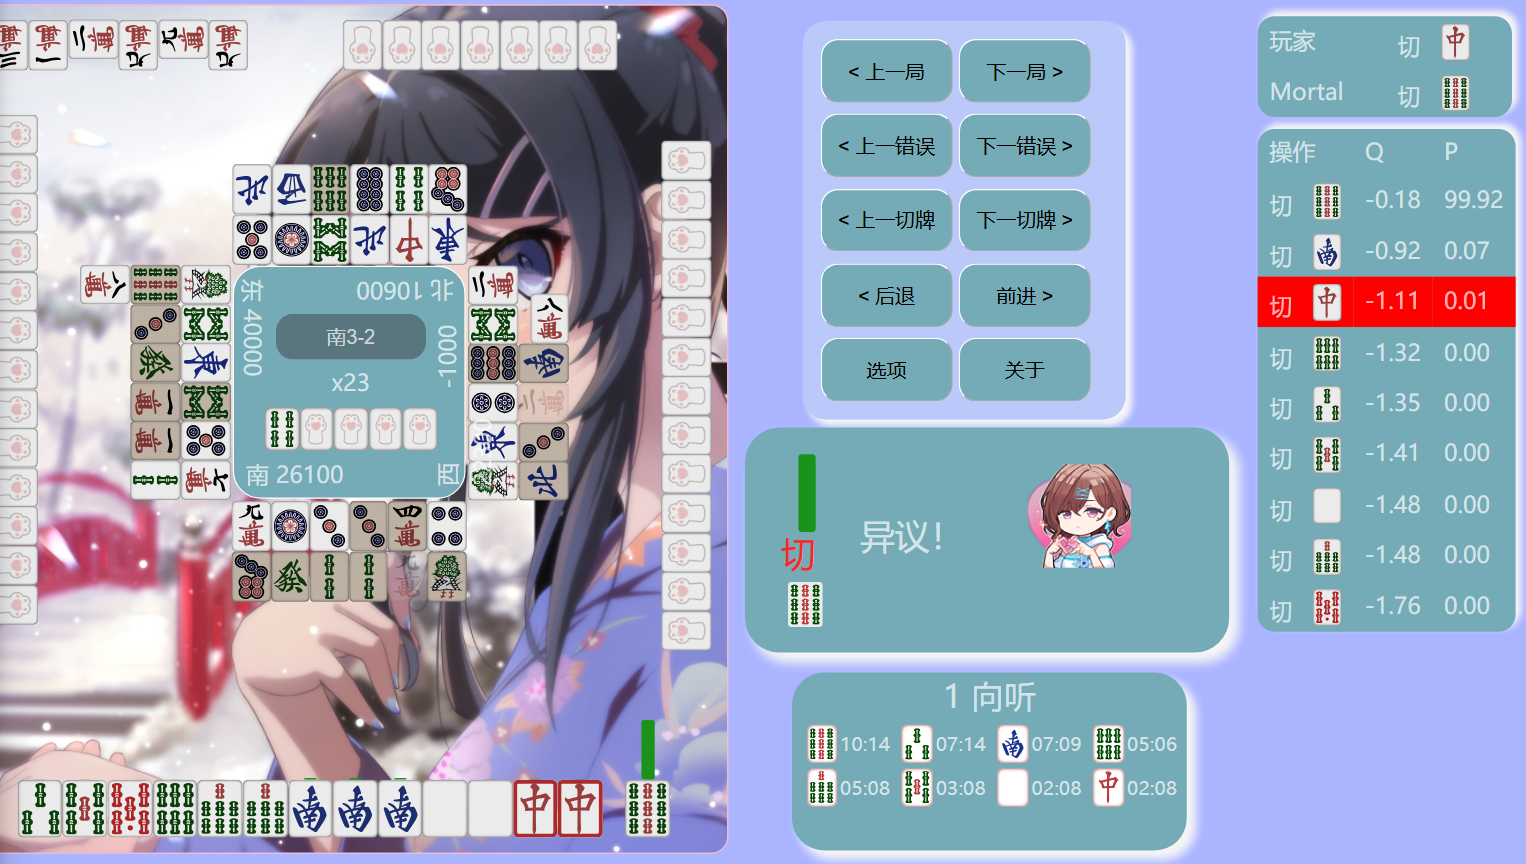 < 上一局
下一局 >
< 上一错误
下一错误 >
< 上一切牌
下一切牌 >
< 后退
前进 >
选项
关于
玩家 切
Mortal 切
操作 Q P
切 -0.18 99.92
切 -0.92 0.07
切 -1.11 0.01
切 -1.32 0.00
切 -1.35 0.00
切 -1.41 0.00
切 -1.48 0.00
切 -1.48 0.00
切 -1.76 0.00
东 40000
北 10600
南3-2
x23
-1000
南 26100
西
切
异议！
1 向听
10:14 07:14 07:09 05:06
05:08 03:08 02:08 02:08